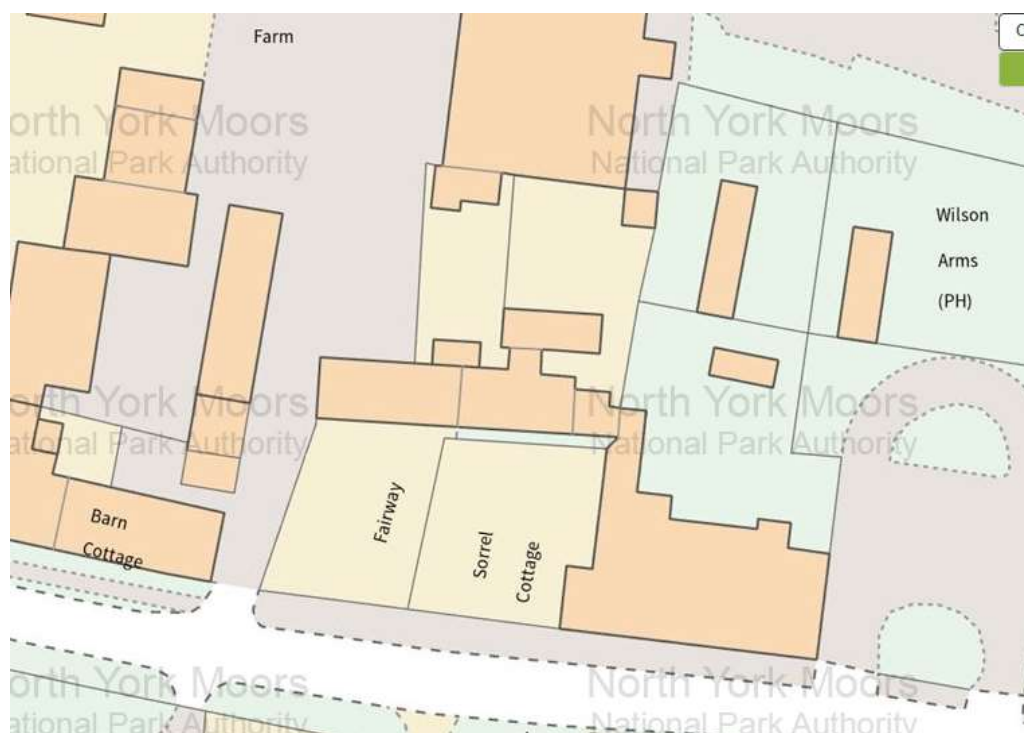 Farm
North York Moors
National Park Authority
North York Moors
National Park Authority
Wilson
Arms
(PH)
North York Moors
National Park Authority
North York Moors
National Park Authority
Fairway
Sorrel
Cottage
Barn
Cottage
North York Moors
National Park Authority
North York Moors
National Park Authority